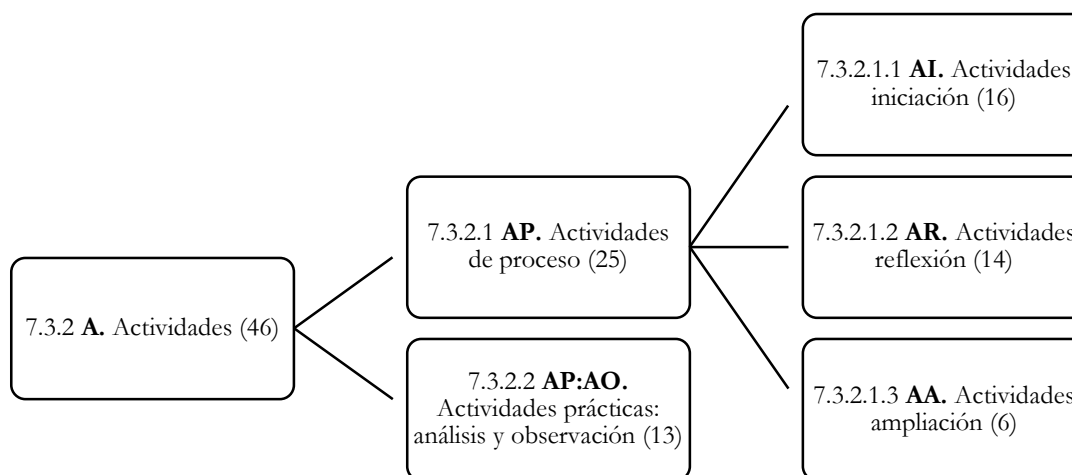 7.3.2.1.1 AI. Actividades
iniciación (16)
7.3.2.1 AP. Actividades
de proceso (25)
7.3.2.1.2 AR. Actividades
reflexión (14)
7.3.2 A. Actividades (46)
7.3.2.2 AP:AO.
Actividades prácticas:
análisis y observación (13)
7.3.2.1.3 AA. Actividades
ampliación (6)